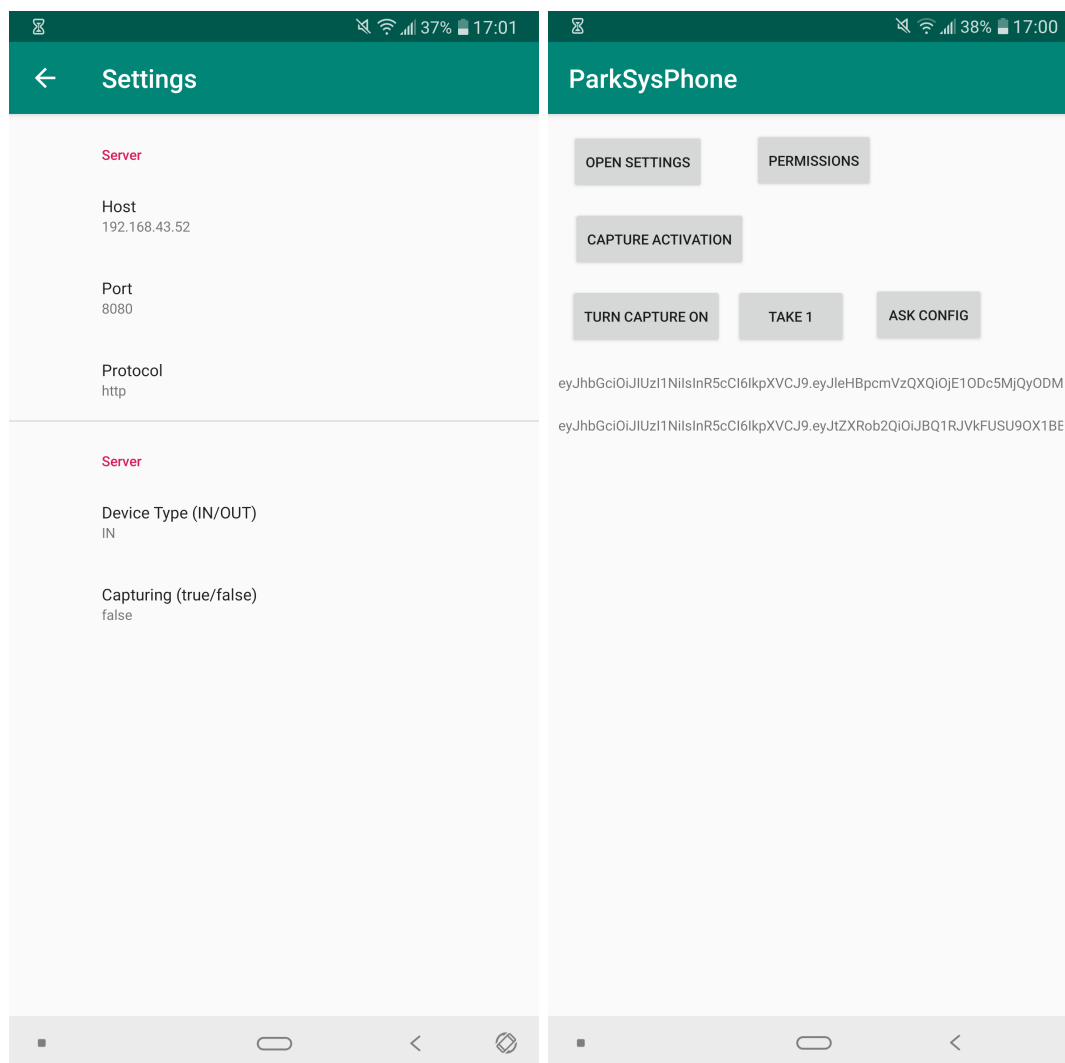 37% 17:01
Settings
Server
Host
192.168.43.52
Port
8080
Protocol
http
Server
Device Type (IN/OUT)
IN
Capturing (true/false)
false
38% 17:00
ParkSysPhone
OPEN SETTINGS PERMISSIONS
CAPTURE ACTIVATION
TURN CAPTURE ON TAKE 1 ASK CONFIG
eyJhbGciOiJIUzI1NiIsInR5cCI6IkpXVCJ9.eyJleHBpcmVzQXQiOjE1ODc5MjQyODM
eyJhbGciOiJIUzI1NiIsInR5cCI6IkpXVCJ9.eyJtZXRob2QiOiJBQ1RJVkFUSU9OX1BE